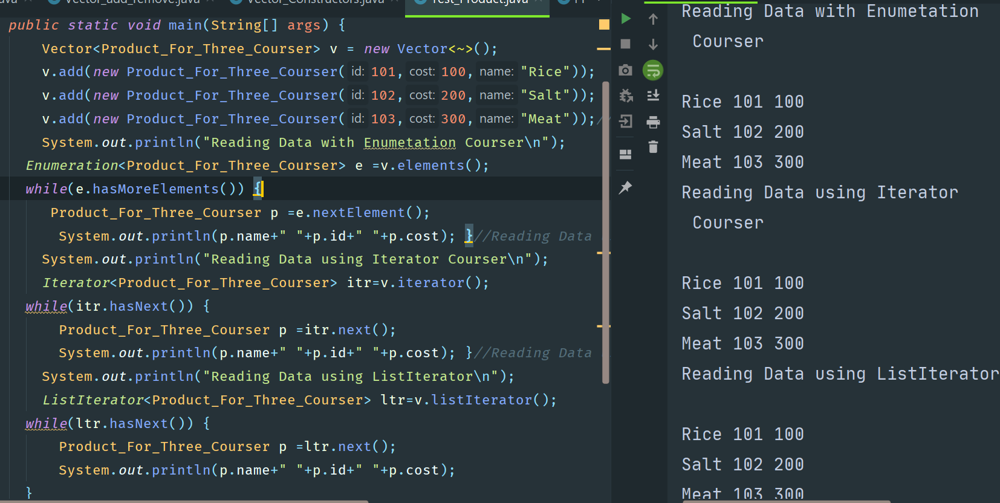 Vector_add_remove.java
Vector_Constructors.java
Test_Product.java
public static void main(String[] args) {
Vector<Product_For_Three_Courser> v = new Vector<~>();
v.add(new Product_For_Three_Courser( id: 101, cost: 100, name: "Rice"));
v.add(new Product_For_Three_Courser( id: 102, cost: 200, name: "Salt"));
v.add(new Product_For_Three_Courser( id: 103, cost: 300, name: "Meat"));/
System.out.println("Reading Data with Enumetation Courser\n");
Enumeration<Product_For_Three_Courser> e =v.elements();
while(e.hasMoreElements()) {
Product_For_Three_Courser p =e.nextElement();
System.out.println(p.name+" "+p.id+" "+p.cost); }//Reading Data
System.out.println("Reading Data using Iterator Courser\n");
Iterator<Product_For_Three_Courser> itr=v.iterator();
while(itr.hasNext()) {
Product_For_Three_Courser p =itr.next();
System.out.println(p.name+" "+p.id+" "+p.cost); }//Reading Data
System.out.println("Reading Data using ListIterator\n");
ListIterator<Product_For_Three_Courser> ltr=v.listIterator();
while(ltr.hasNext()) {
Product_For_Three_Courser p =ltr.next();
System.out.println(p.name+" "+p.id+" "+p.cost);
}
Reading Data with Enumetation
Courser
Rice 101 100
Salt 102 200
Meat 103 300
Reading Data using Iterator
Courser
Rice 101 100
Salt 102 200
Meat 103 300
Reading Data using ListIterator
Rice 101 100
Salt 102 200
Meat 103 300